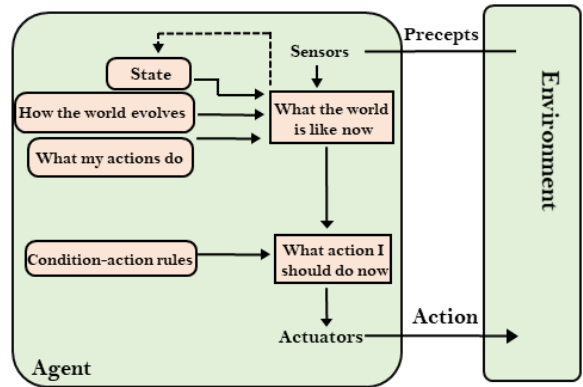 Sensors
Precepts
State
How the world evolves
What the world
is like now
What my actions do
Environment
Condition-action rules
What action I
should do now
Actuators
Action
Agent